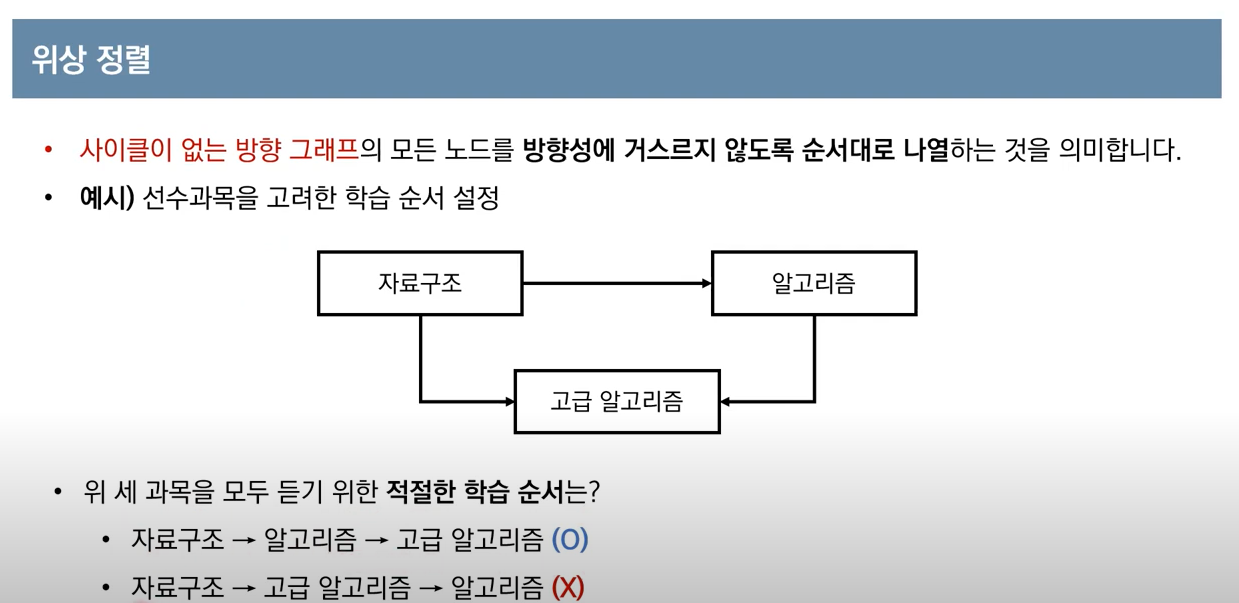 위상 정렬
• 사이클이 없는 방향 그래프의 모든 노드를 방향성에 거스르지 않도록 순서대로 나열하는 것을 의미합니다.
• 예시) 선수과목을 고려한 학습 순서 설정
자료구조
알고리즘
고급 알고리즘
• 위 세 과목을 모두 듣기 위한 적절한 학습 순서는?
• 자료구조 → 알고리즘 → 고급 알고리즘 (O)
• 자료구조 → 고급 알고리즘 → 알고리즘 (X)